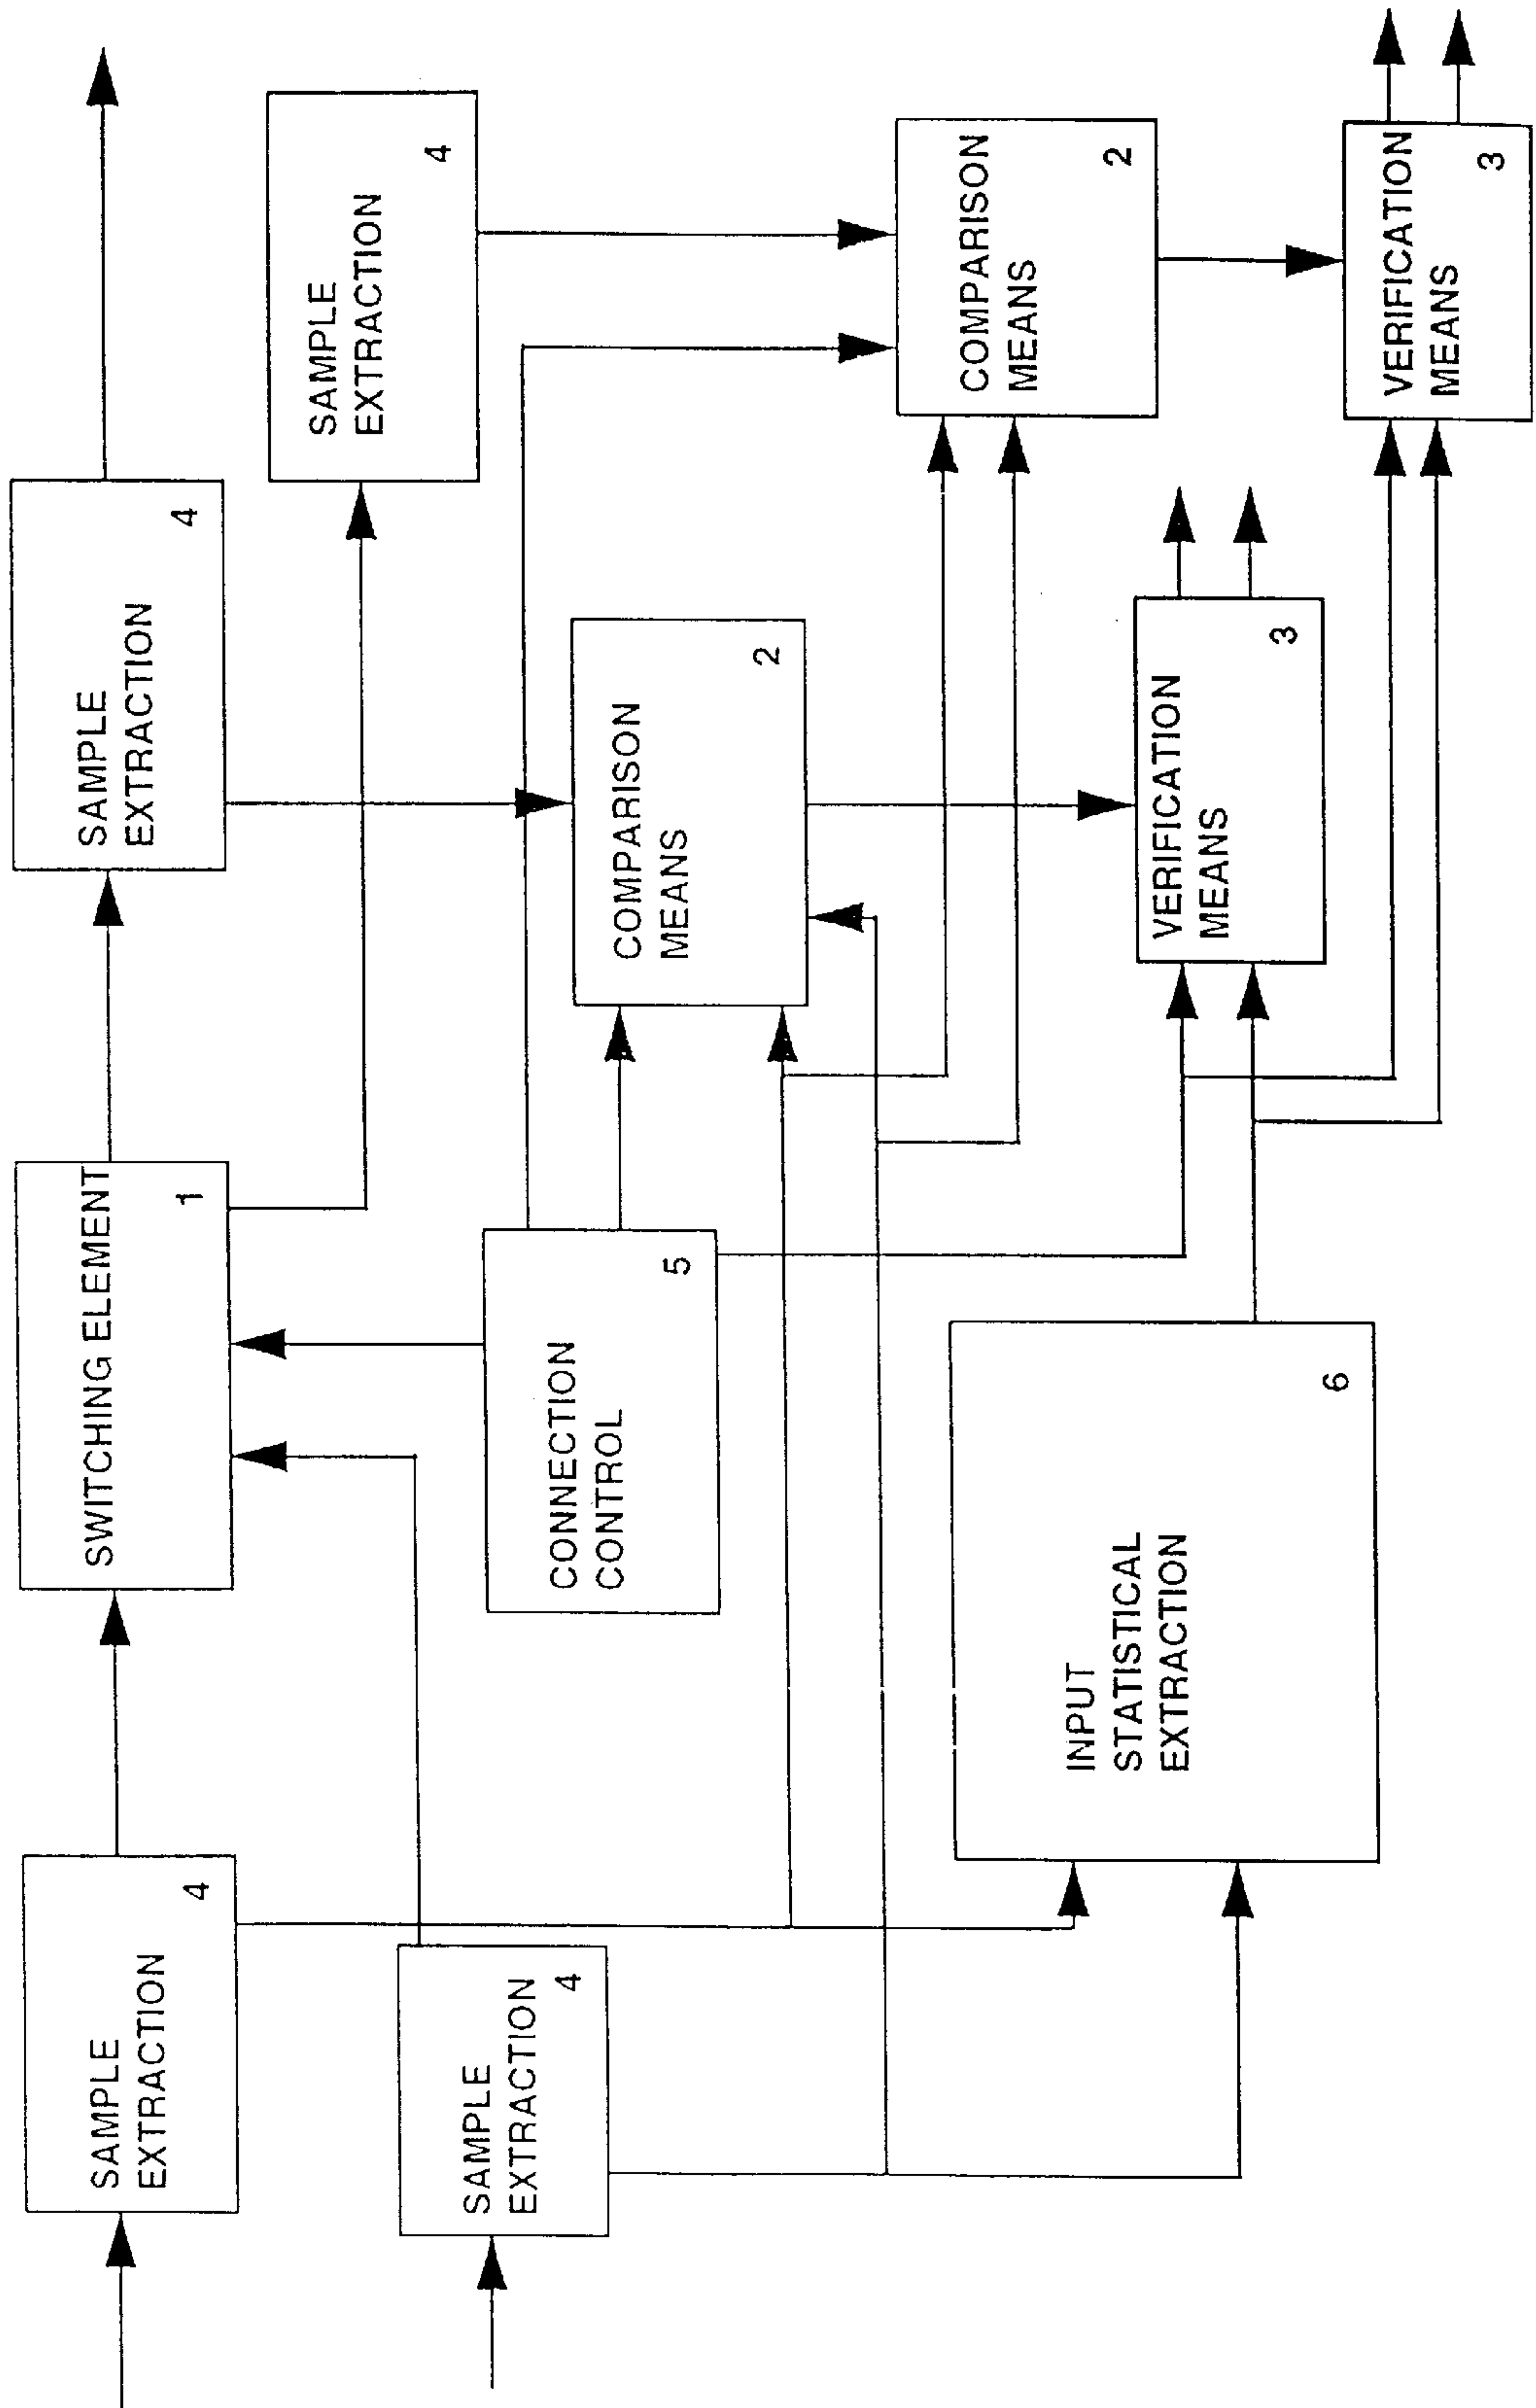 SAMPLE
EXTRACTION
4
SWITCHING ELEMENT
1
SAMPLE
EXTRACTION
4
SAMPLE
EXTRACTION
4
SAMPLE
EXTRACTION
4
CONNECTION
CONTROL
5
COMPARISON
MEANS
2
COMPARISON
MEANS
2
INPUT
STATISTICAL
EXTRACTION
6
VERIFICATION
MEANS
3
VERIFICATION
MEANS
3